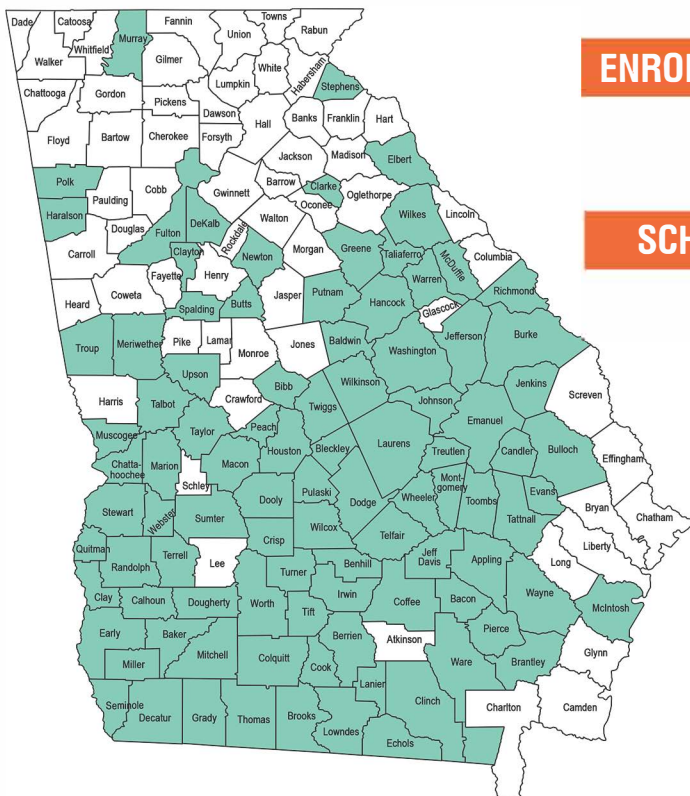 Dade
Catoosa
Fannin
Towns
Rabun
Murray
Union
Whitfield
Walker
Gilmer
White
Habersham
Lumpkin
Stephens
Chattooga
Gordon
Pickens
Dawson
Banks
Franklin
Hart
Hall
Floyd
Bartow
Cherokee
Forsyth
Jackson
Madison
Elbert
Polk
Cobb
Gwinnett
Barrow
Clarke
Oglethorpe
Paulding
Oconee
Haralson
DeKalb
Walton
Wilkes
Lincoln
Douglas
Fulton
Rockdale
Morgan
Greene
Taliaferro
McDuffie
Columbia
Carroll
Clayton
Newton
Fayette
Henry
Warren
Richmond
Heard
Coweta
Spalding
Butts
Jasper
Putnam
Hancock
Glascock
Troup
Meriwether
Pike
Lamar
Monroe
Jones
Baldwin
Washington
Jefferson
Burke
Upson
Bibb
Wilkinson
Jenkins
Screven
Harris
Talbot
Crawford
Twiggs
Johnson
Emanuel
Muscogee
Taylor
Peach
Houston
Bleckley
Laurens
Treutlen
Candler
Bulloch
Effingham
Chatta-
hoochee
Marion
Macon
Schley
Pulaski
Dodge
Wheeler
Mont-
gomery
Toombs
Evans
Tattnall
Bryan
Chatham
Stewart
Webster
Sumter
Dooly
Wilcox
Telfair
Liberty
Quitman
Randolph
Terrell
Lee
Crisp
Turner
Benhill
Jeff
Davis
Appling
Long
Clay
Calhoun
Dougherty
Worth
Tift
Irwin
Coffee
Bacon
Wayne
McIntosh
Early
Baker
Mitchell
Colquitt
Berrien
Atkinson
Pierce
Ware
Brantley
Glynn
Miller
Cook
Lanier
Clinch
Charlton
Camden
Seminole
Decatur
Grady
Thomas
Brooks
Lowndes
Echols
ENROL
SCH